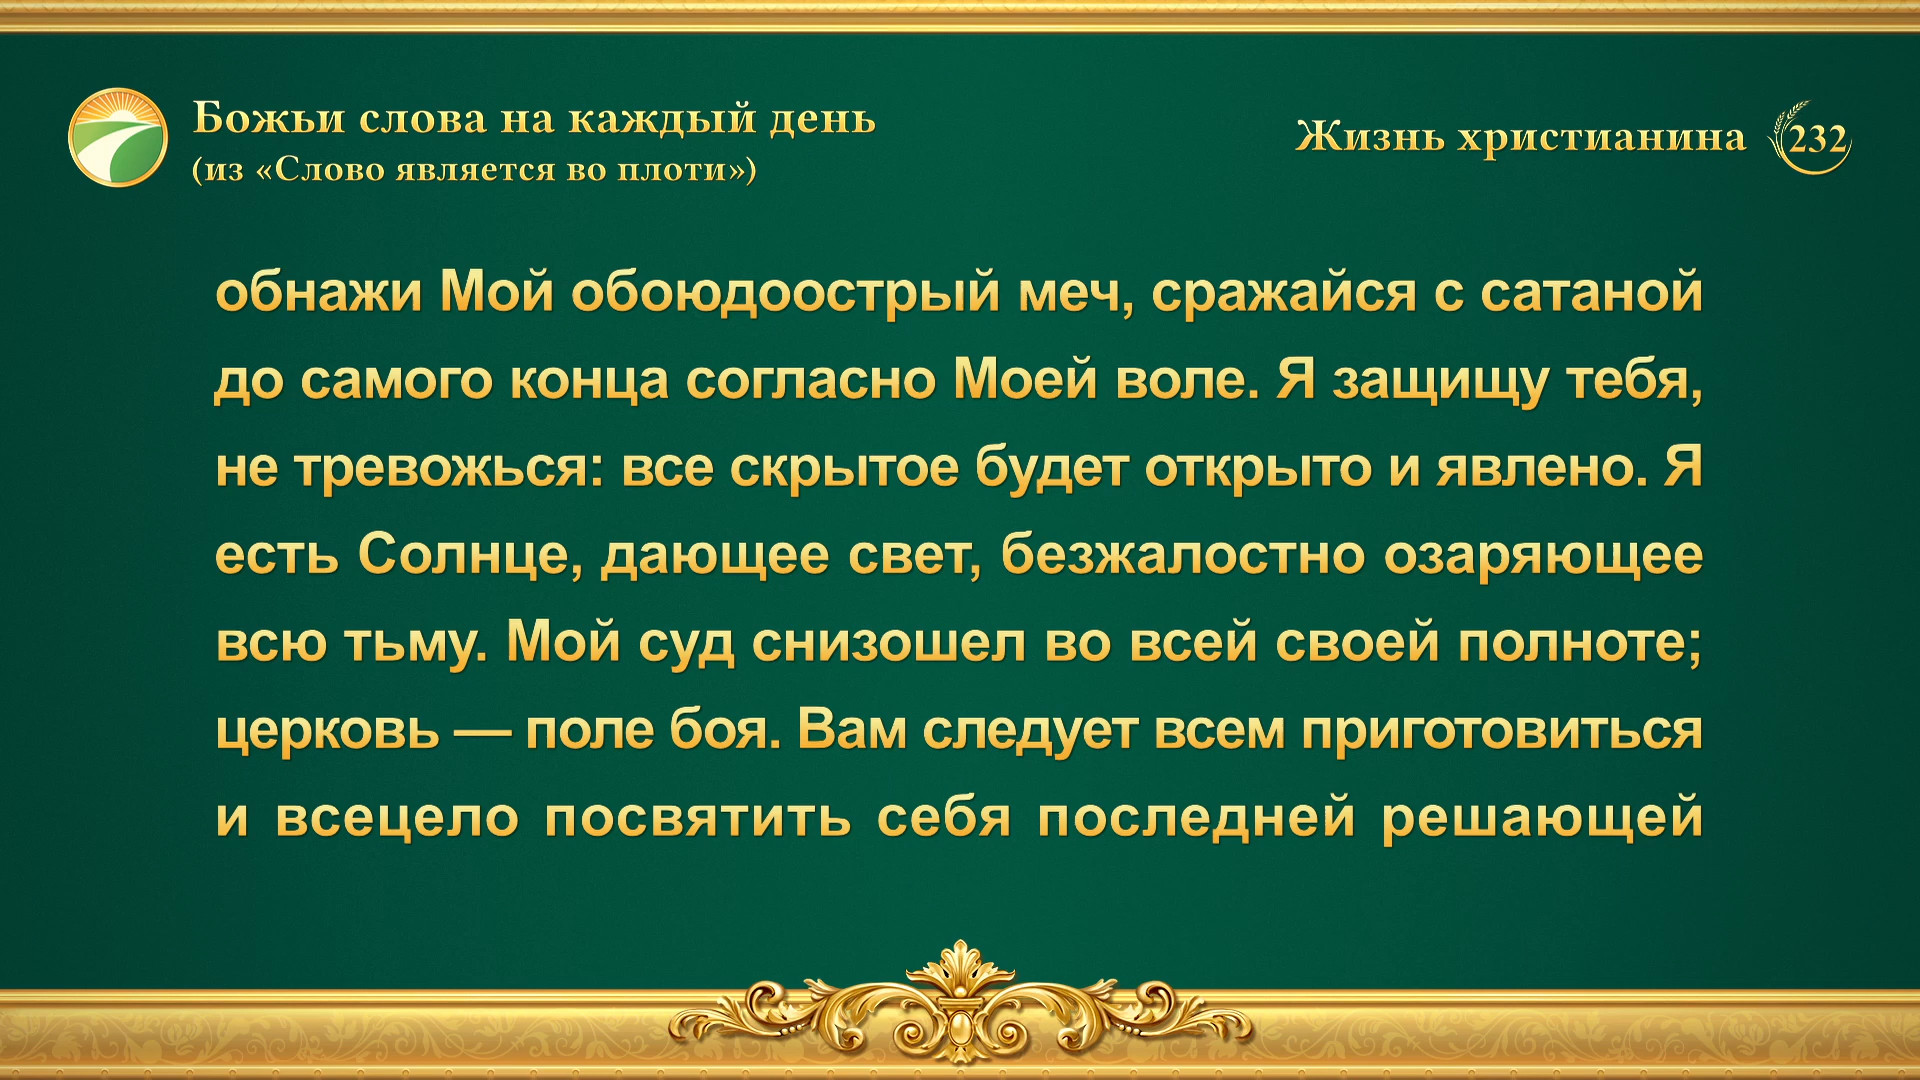 Божьи слова на каждый день
(из «Слово является во плоти»)
Жизнь христианина 232
обнажи Мой обоюдоострый меч, сражайся с сатаной
до самого конца согласно Моей воле. Я защищу тебя,
не тревожься: все скрытое будет открыто и явлено. Я
есть Солнце, дающее свет, безжалостно озаряющее
всю тьму. Мой суд снизошел во всей своей полноте;
церковь — поле боя. Вам следует всем приготовиться
и всецело посвятить себя последней решающей